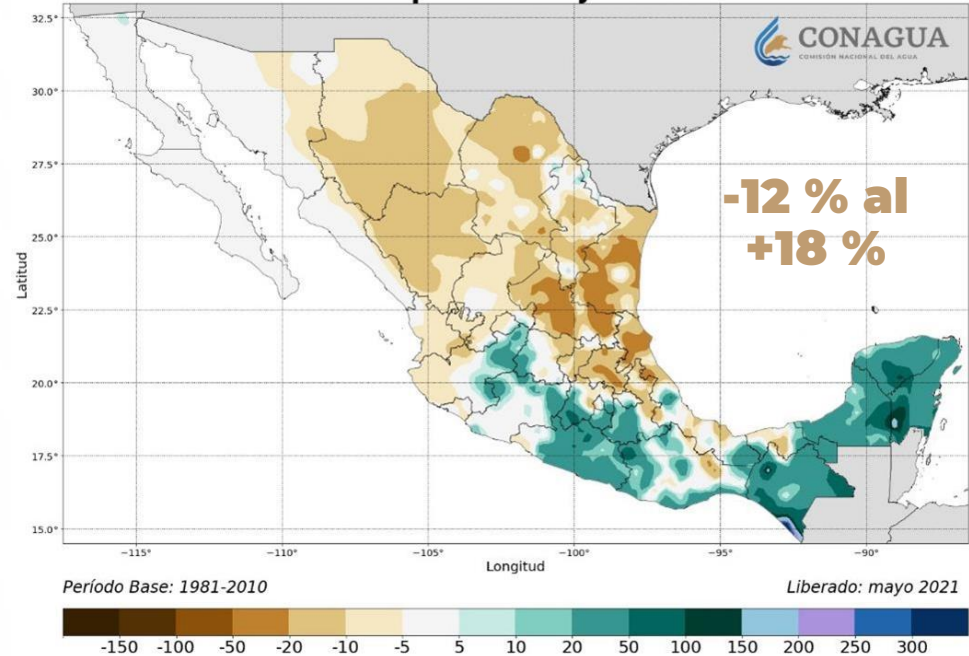 CONAGUA
COMISIÓN NACIONAL DEL AGUA
-12 % al
+18 %
32.5°
30.0°
27.5°
25.0°
22.5°
20.0°
17.5°
15.0°
Latitud
−115° −110° −105° −100° −95° −90°
Longitud
Período Base: 1981-2010 Liberado: mayo 2021
-150 -100 -50 -20 -10 -5 5 10 20 50 100 150 200 250 300